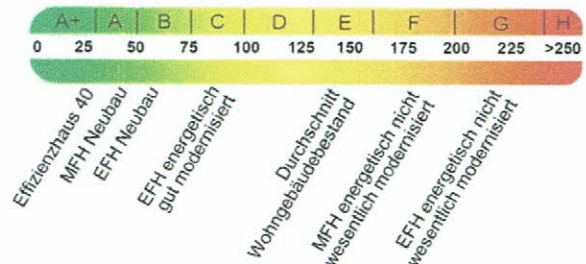 A+ | A | B | C | D | E | F | G | H
0 25 50 75 100 125 150 175 200 225 >250
Effizienzhaus 40
MFH Neubau
EFH Neubau
EFH energetisch
gut modernisiert
Durchschnitt
Wohngebäudebestand
MFH energetisch nicht
wesentlich modernisiert
EFH energetisch nicht
wesentlich modernisiert